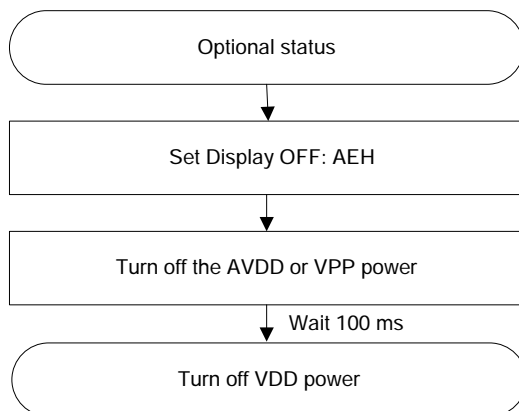 Optional status
Set Display OFF: AEH
Turn off the AVDD or VPP power
Wait 100 ms
Turn off VDD power